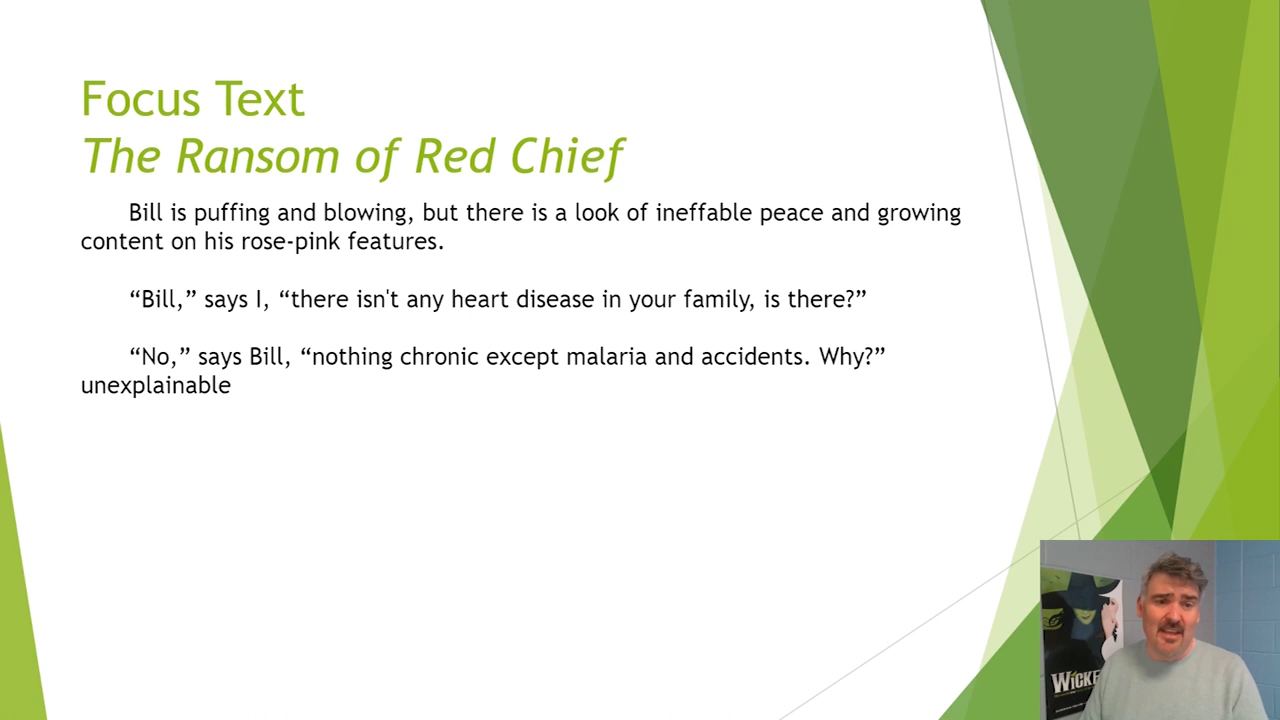 Focus Text
The Ransom of Red Chief
Bill is puffing and blowing, but there is a look of ineffable peace and growing
content on his rose-pink features.
“Bill,” says I, “there isn't any heart disease in your family, is there?”
“No,” says Bill, “nothing chronic except malaria and accidents. Why?”
unexplainable
WICKE